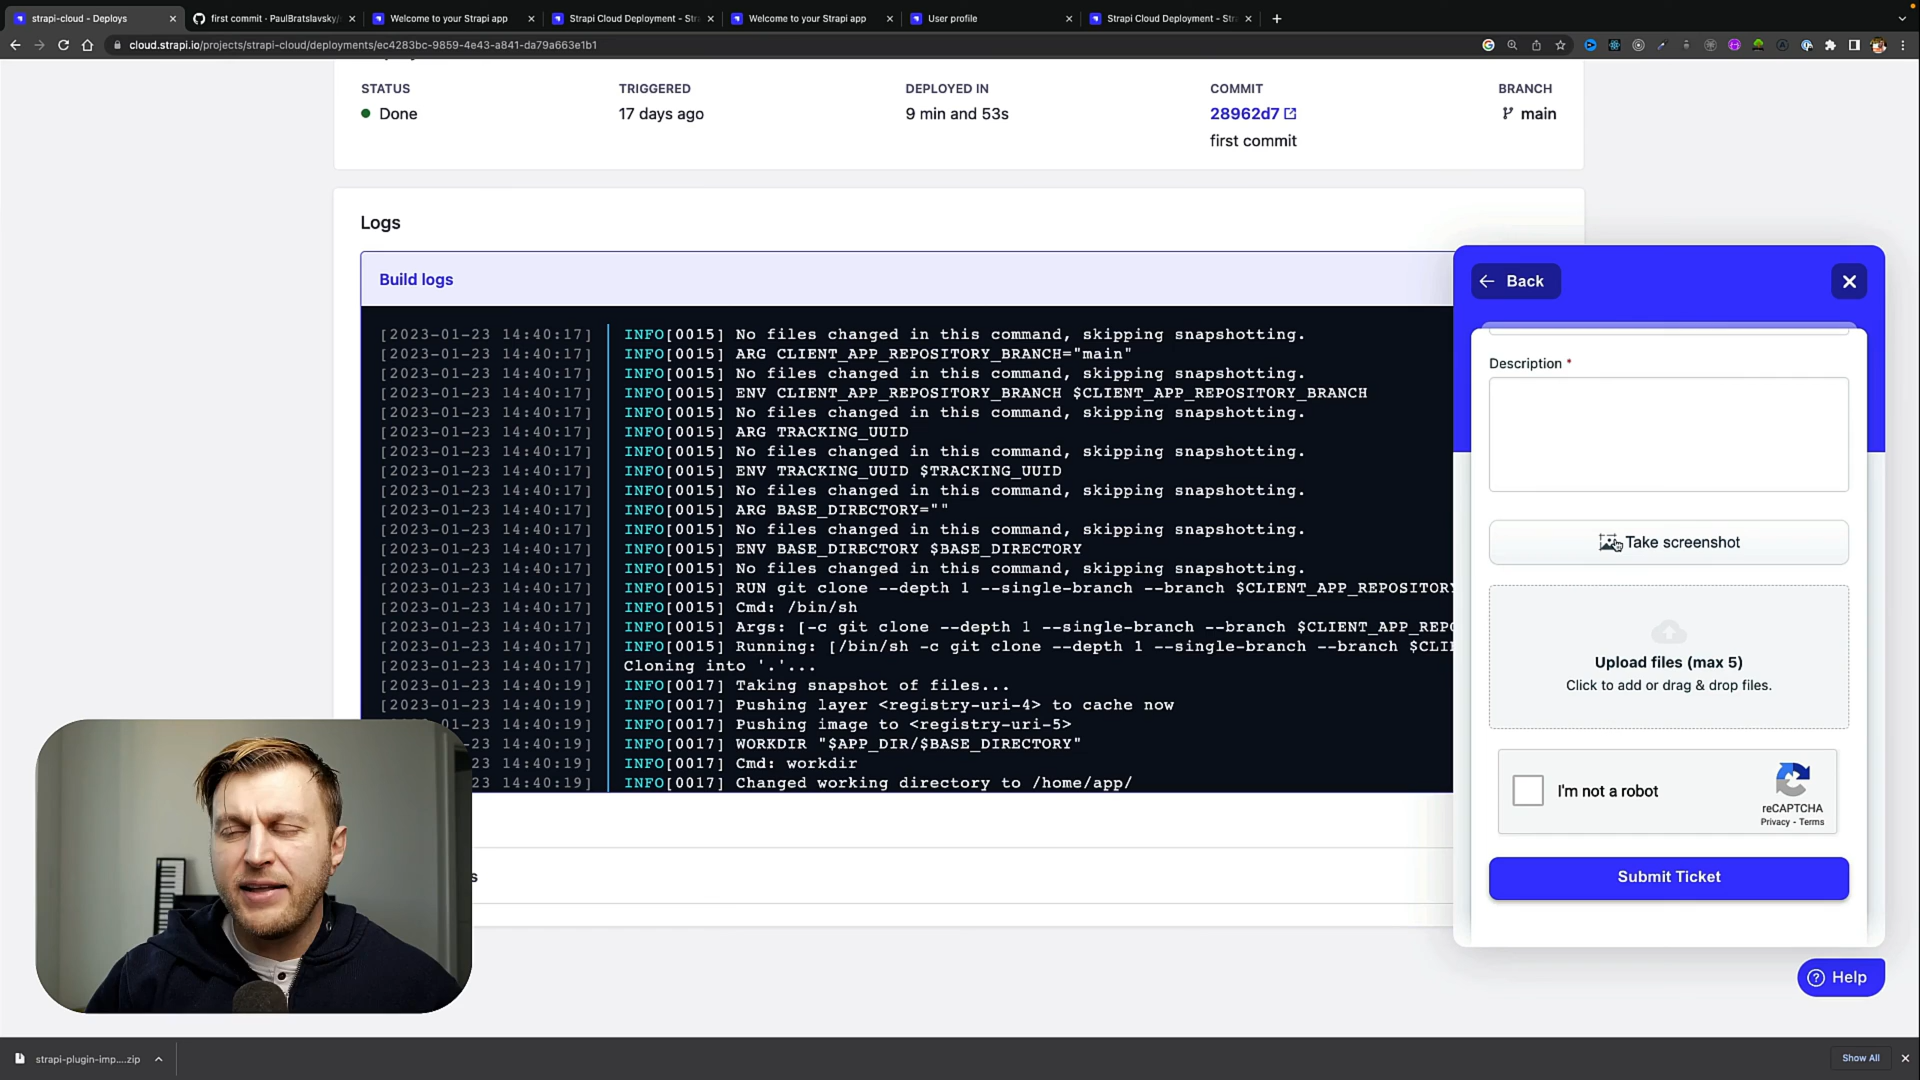 strapi-cloud - Deploys
first commit · PaulBratslavsky/
Welcome to your Strapi app
Strapi Cloud Deployment - Str
Welcome to your Strapi app
User profile
Strapi Cloud Deployment - Str
cloud.strapi.io/projects/strapi-cloud/deployments/ec4283bc-9859-4e43-a841-da79a663e1b1
STATUS TRIGGERED DEPLOYED IN COMMIT BRANCH
Done 17 days ago 9 min and 53s 28962d7 main
first commit
Logs
Build logs
[2023-01-23 14:40:17] INFO[0015] No files changed in this command, skipping snapshotting.
[2023-01-23 14:40:17] INFO[0015] ARG CLIENT_APP_REPOSITORY_BRANCH="main"
[2023-01-23 14:40:17] INFO[0015] No files changed in this command, skipping snapshotting.
[2023-01-23 14:40:17] INFO[0015] ENV CLIENT_APP_REPOSITORY_BRANCH $CLIENT_APP_REPOSITORY_BRANCH
[2023-01-23 14:40:17] INFO[0015] No files changed in this command, skipping snapshotting.
[2023-01-23 14:40:17] INFO[0015] ARG TRACKING_UUID
[2023-01-23 14:40:17] INFO[0015] No files changed in this command, skipping snapshotting.
[2023-01-23 14:40:17] INFO[0015] ENV TRACKING_UUID $TRACKING_UUID
[2023-01-23 14:40:17] INFO[0015] No files changed in this command, skipping snapshotting.
[2023-01-23 14:40:17] INFO[0015] ARG BASE_DIRECTORY=""
[2023-01-23 14:40:17] INFO[0015] No files changed in this command, skipping snapshotting.
[2023-01-23 14:40:17] INFO[0015] ENV BASE_DIRECTORY $BASE_DIRECTORY
[2023-01-23 14:40:17] INFO[0015] No files changed in this command, skipping snapshotting.
[2023-01-23 14:40:17] INFO[0015] RUN git clone --depth 1 --single-branch --branch $CLIENT_APP_REPOSITORY
[2023-01-23 14:40:17] INFO[0015] Cmd: /bin/sh
[2023-01-23 14:40:17] INFO[0015] Args: [-c git clone --depth 1 --single-branch --branch $CLIENT_APP_REPO
[2023-01-23 14:40:17] INFO[0015] Running: [/bin/sh -c git clone --depth 1 --single-branch --branch $CLI
[2023-01-23 14:40:17] Cloning into '.'...
[2023-01-23 14:40:19] INFO[0017] Taking snapshot of files...
[2023-01-23 14:40:19] INFO[0017] Pushing layer <registry-uri-4> to cache now
[2023-01-23 14:40:19] INFO[0017] Pushing image to <registry-uri-5>
-23 14:40:19] INFO[0017] WORKDIR "$APP_DIR/$BASE_DIRECTORY"
-23 14:40:19] INFO[0017] Cmd: workdir
-23 14:40:19] INFO[0017] Changed working directory to /home/app/
s
Back
Description *
Take screenshot
Upload files (max 5)
Click to add or drag & drop files.
I'm not a robot
reCAPTCHA
Privacy - Terms
Submit Ticket
Help
strapi-plugin-imp....zip
Show All